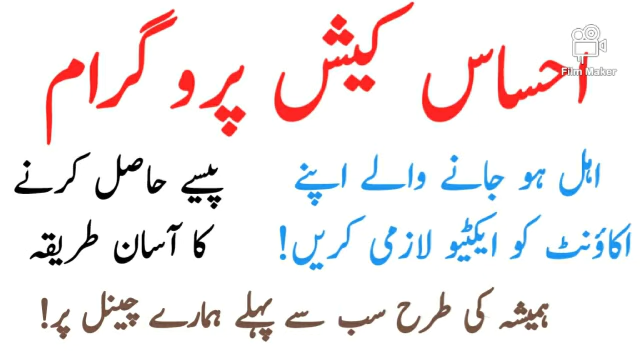 احساس کیش پروگرام
Film Maker
اہل ہو جانے والے اپنے
اکاؤنٹ کو ایکٹیو لازمی کریں!
پیسے حاصل کرنے
کا آسان طریقہ
ہمیشہ کی طرح سب سے پہلے ہمارے چینل پر!